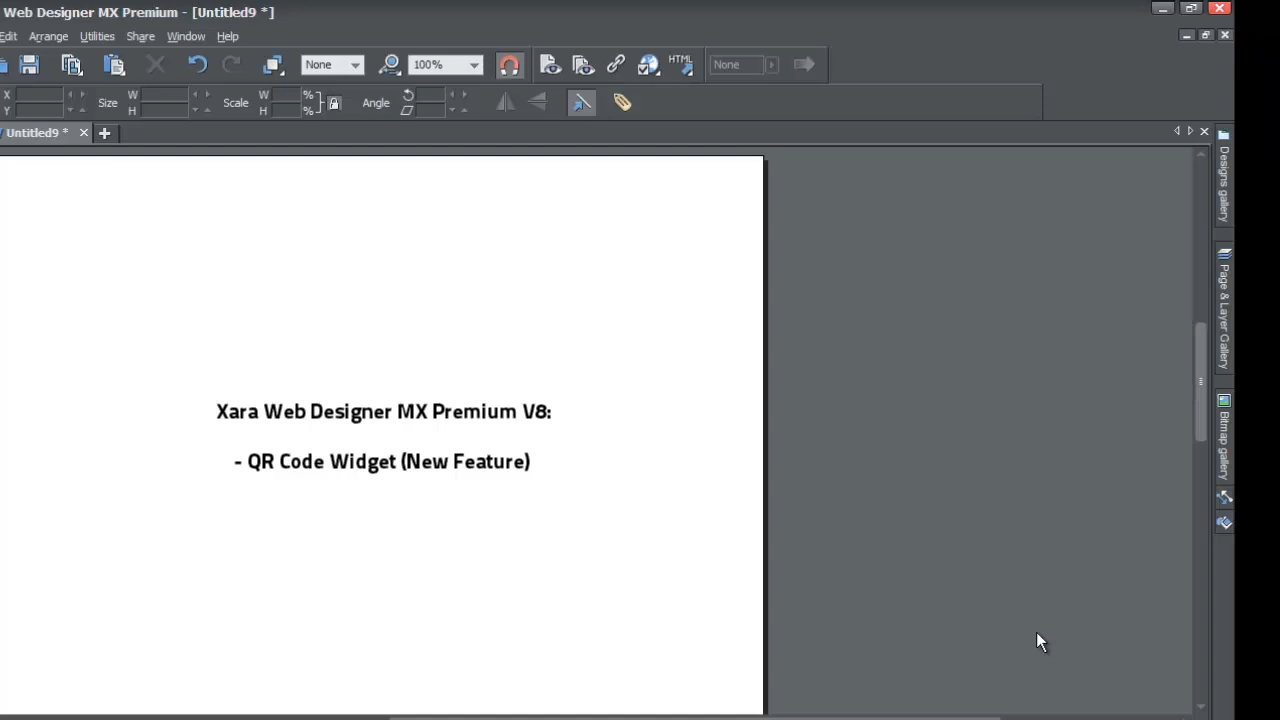 Web Designer MX Premium - [Untitled9 *]
Edit Arrange Utilities Share Window Help
None 100% HTML None
X W % W % Angle
Y Size H Scale H %
Untitled9 *
Designs gallery
Page & Layer Gallery
Bitmap gallery
Xara Web Designer MX Premium V8:
- QR Code Widget (New Feature)